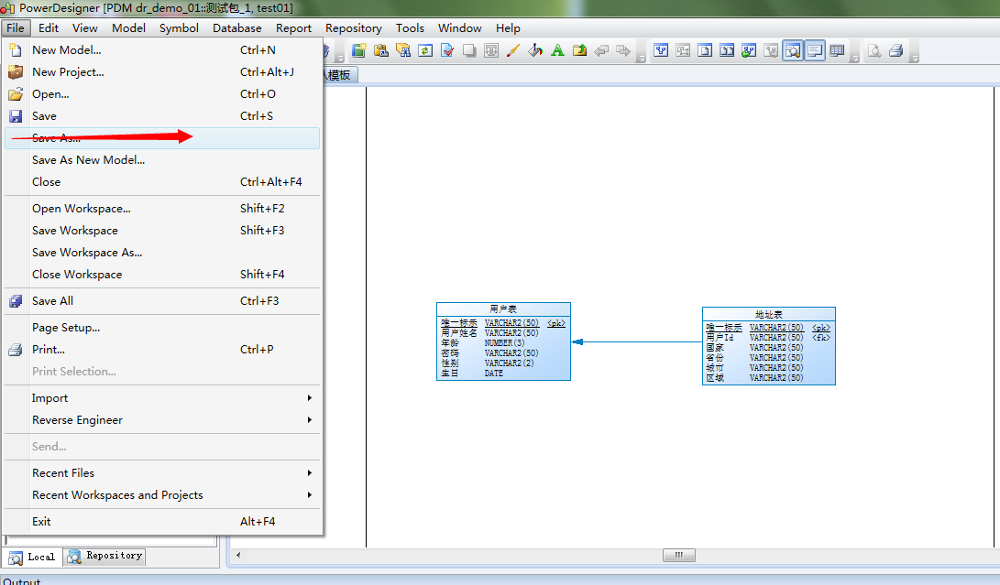 PowerDesigner [PDM dr_demo_01::测试包_1, test01]
File Edit View Model Symbol Database Report Repository Tools Window Help
New Model... Ctrl+N
New Project... Ctrl+Alt+J
Open... Ctrl+O
Save Ctrl+S
Save As...
Save As New Model...
Close Ctrl+Alt+F4
Open Workspace... Shift+F2
Save Workspace Shift+F3
Save Workspace As...
Close Workspace Shift+F4
Save All Ctrl+F3
Page Setup...
Print... Ctrl+P
Print Selection...
Import
Reverse Engineer
Send...
Recent Files
Recent Workspaces and Projects
Exit Alt+F4
模板
用户表
唯一标示 VARCHAR2(50) <pk>
用户姓名 VARCHAR2(50)
年龄 NUMBER(3)
密码 VARCHAR2(50)
性别 VARCHAR2(2)
生日 DATE
地址表
唯一标示 VARCHAR2(50) <pk>
用户Id VARCHAR2(50) <fk>
国家 VARCHAR2(50)
省份 VARCHAR2(50)
城市 VARCHAR2(50)
区域 VARCHAR2(50)
Local Repository
Output